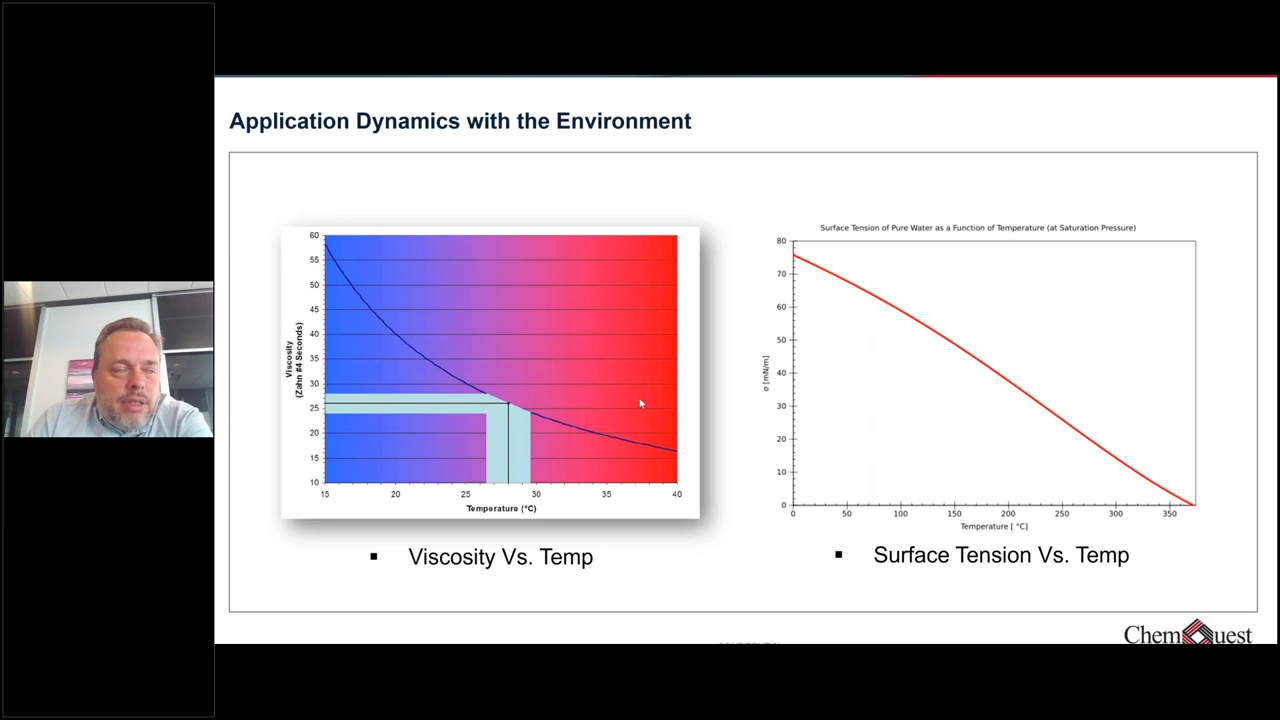 Application Dynamics with the Environment
60
55
50
45
40
35
30
25
20
15
10
Viscosity
(Zahn #4 Seconds)
15 20 25 30 35 40
Temperature (°C)
▪ Viscosity Vs. Temp
Surface Tension of Pure Water as a Function of Temperature (at Saturation Pressure)
80
70
60
50
40
30
20
10
0
σ [mN/m]
0 50 100 150 200 250 300 350
Temperature [ °C]
▪ Surface Tension Vs. Temp
ChemQuest